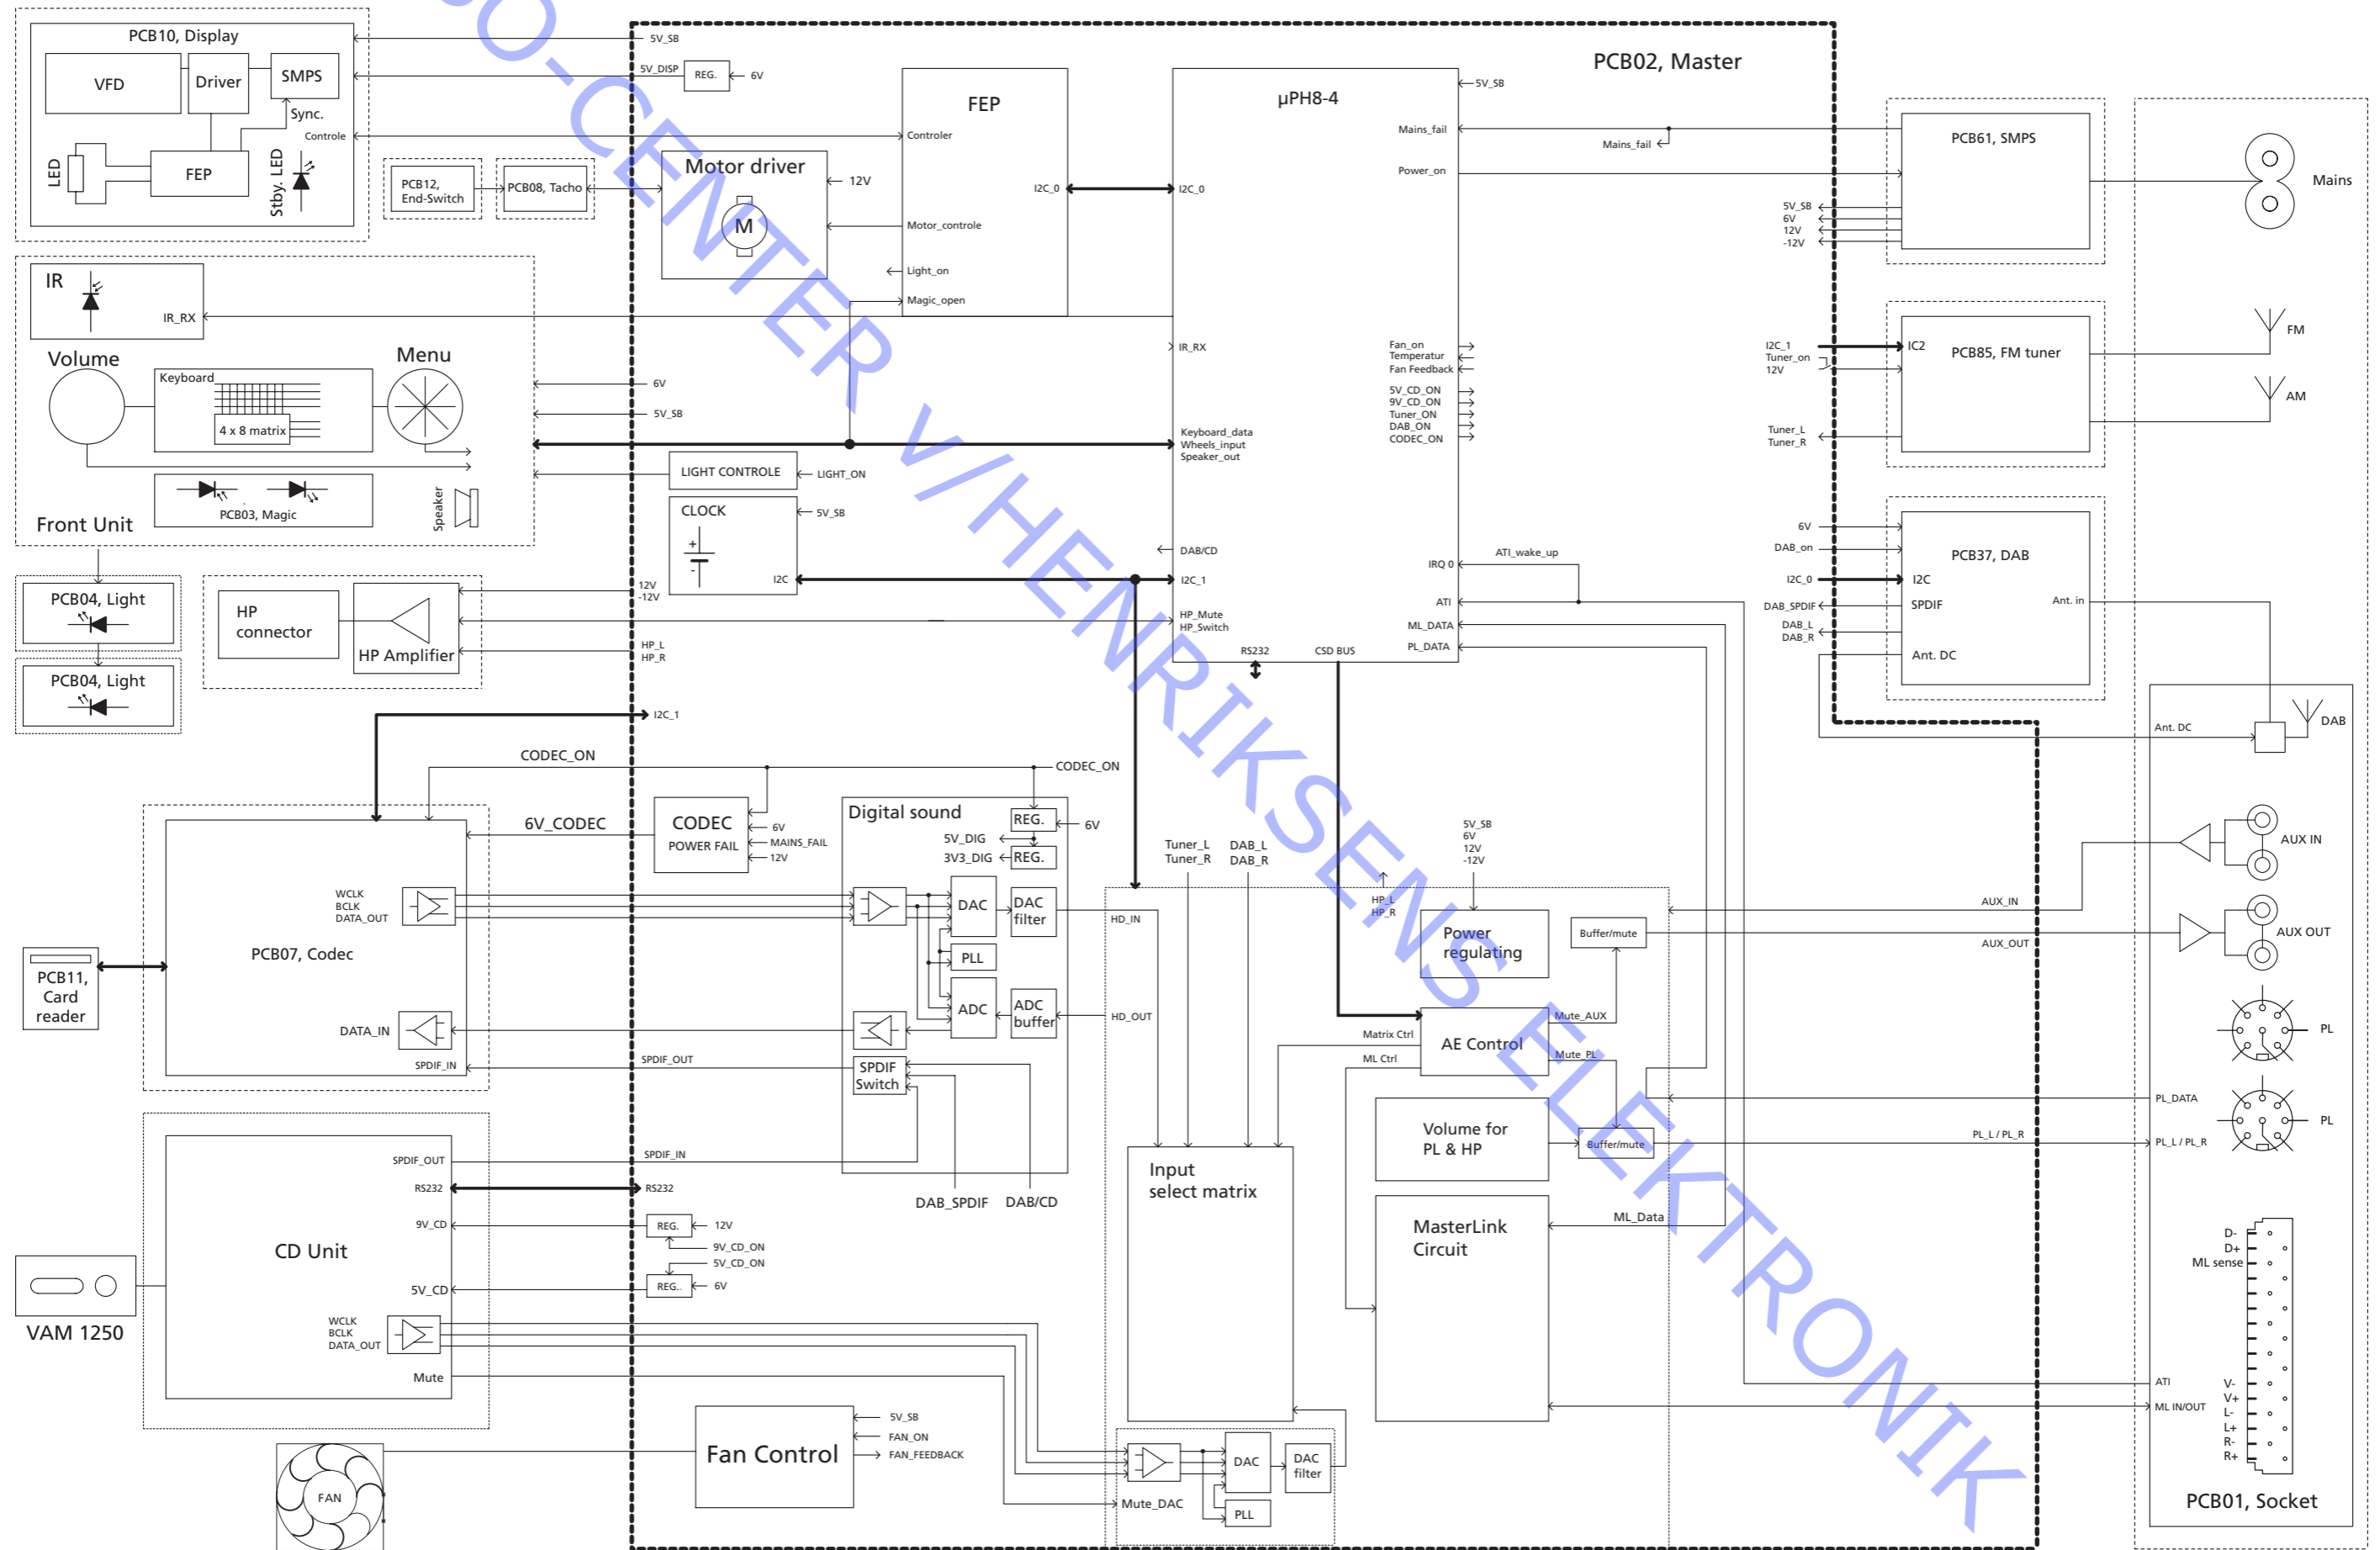 PCB10, Display
VFD
Driver
SMPS
Sync.
Controle
LED
FEP
Stby. LED
5V_SB
5V_DISP
REG.
6V
PCB12,
End-Switch
PCB08, Tacho
Motor driver
M
12V
FEP
Controler
I2C_0
Motor_controle
Light_on
Magic_open
µPH8-4
5V_SB
Mains_fail
Power_on
I2C_0
IR_RX
Fan_on
Temperatur
Fan Feedback
5V_CD_ON
9V_CD_ON
Tuner_ON
DAB_ON
CODEC_ON
Keyboard_data
Wheels_input
Speaker_out
DAB/CD
I2C_1
IRQ 0
ATI_wake_up
ATI
HP_Mute
HP_Switch
ML_DATA
PL_DATA
RS232
CSD BUS
PCB02, Master
Mains_fail
PCB61, SMPS
5V_SB
6V
12V
-12V
Mains
I2C_1
Tuner_on
12V
IC2
PCB85, FM tuner
Tuner_L
Tuner_R
FM
AM
6V
DAB_on
I2C_0
DAB_SPDIF
DAB_L
DAB_R
PCB37, DAB
I2C
SPDIF
Ant. in
Ant. DC
IR
IR_RX
Volume
Keyboard
4 x 8 matrix
Menu
PCB03, Magic
Speaker
Front Unit
6V
5V_SB
LIGHT CONTROLE
LIGHT_ON
CLOCK
5V_SB
+
-
I2C
PCB04, Light
PCB04, Light
HP
connector
HP Amplifier
12V
-12V
HP_L
HP_R
I2C_1
CODEC_ON
CODEC_ON
6V_CODEC
CODEC
POWER FAIL
6V
MAINS_FAIL
12V
Digital sound
REG.
6V
5V_DIG
3V3_DIG
REG.
DAC
DAC
filter
PLL
ADC
ADC
buffer
SPDIF
Switch
HD_IN
HD_OUT
WCLK
BCLK
DATA_OUT
PCB07, Codec
DATA_IN
SPDIF_IN
SPDIF_OUT
PCB11,
Card
reader
Tuner_L
Tuner_R
DAB_L
DAB_R
HP_L
HP_R
5V_SB
6V
12V
-12V
Power
regulating
Buffer/mute
AE Control
Mute_AUX
Mute_PL
Matrix Ctrl
ML Ctrl
Volume for
PL & HP
Buffer/mute
Input
select matrix
MasterLink
Circuit
ML_Data
AUX_IN
AUX_OUT
PL_L / PL_R
Ant. DC
DAB
AUX IN
AUX OUT
PL
PL
PL_DATA
PL_L / PL_R
D-
D+
ML sense
ATI
ML IN/OUT
V-
V+
L-
L+
R-
R+
PCB01, Socket
SPDIF_OUT
RS232
9V_CD
CD Unit
5V_CD
WCLK
BCLK
DATA_OUT
Mute
VAM 1250
SPDIF_IN
RS232
REG.
12V
9V_CD_ON
5V_CD_ON
REG..
6V
DAB_SPDIF
DAB/CD
Fan Control
5V_SB
FAN_ON
FAN_FEEDBACK
FAN
Mute_DAC
DAC
DAC
filter
PLL
O-CENTER v/HENRIKSENS ELEKTRONIK